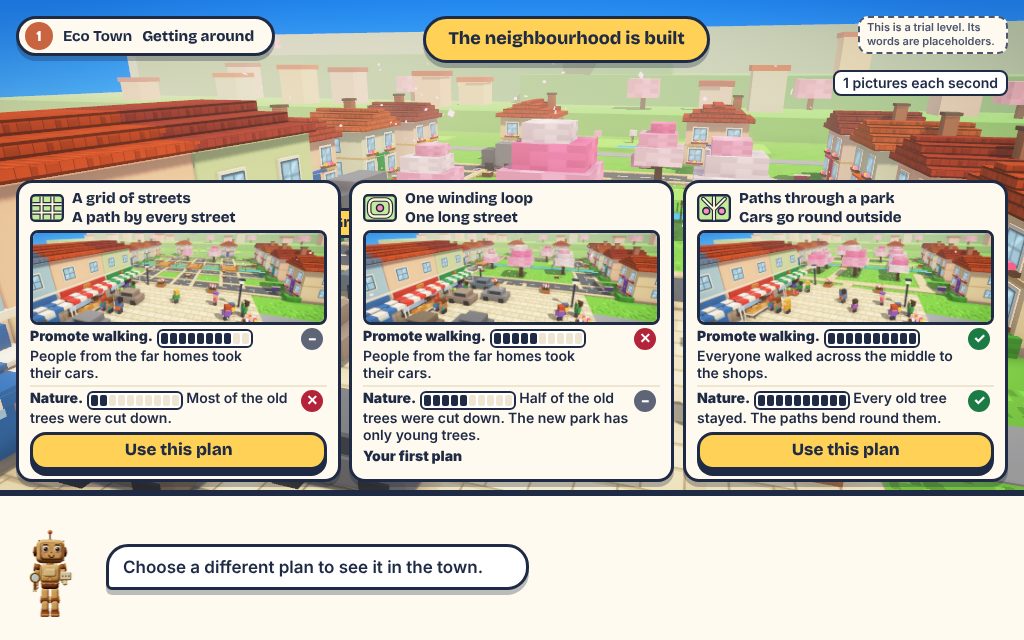 1 Eco Town Getting around
The neighbourhood is built
This is a trial level. Its
words are placeholders.
1 pictures each second
A grid of streets
A path by every street
Promote walking.
People from the far homes took
their cars.
Nature. Most of the old
trees were cut down.
Use this plan
One winding loop
One long street
Promote walking.
People from the far homes took
their cars.
Nature. Half of the old
trees were cut down. The new park has
only young trees.
Your first plan
Paths through a park
Cars go round outside
Promote walking.
Everyone walked across the middle to
the shops.
Nature. Every old tree
stayed. The paths bend round them.
Use this plan
Choose a different plan to see it in the town.